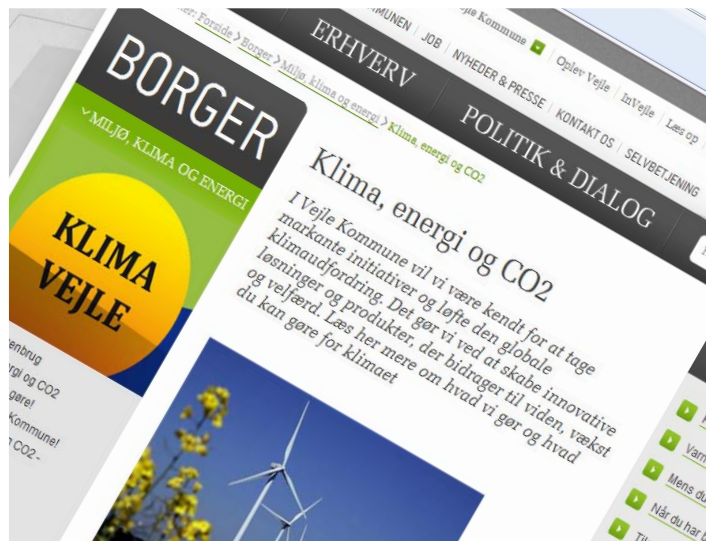 Vejle Kommune
Oplev Vejle
InVejle
Læs op
JOB
NYHEDER & PRESSE
KONTAKT OS
SELVBETJENING
Forside > Borger > Miljø, klima og energi > Klima, energi og CO2
ERHVERV
POLITIK & DIALOG
BORGER
MILJØ, KLIMA OG ENERGI
KLIMA
VEJLE
Klima, energi og CO2
I Vejle Kommune vil vi være kendt for at tage
markante initiativer og løfte den globale
klimaudfordring. Det gør vi ved at skabe innovative
løsninger og produkter, der bidrager til viden, vækst
og velfærd. Læs her mere om hvad vi gør og hvad
du kan gøre for klimaet
og CO2
gøre!
Kommune!
CO2 -
Mens du
Når du har